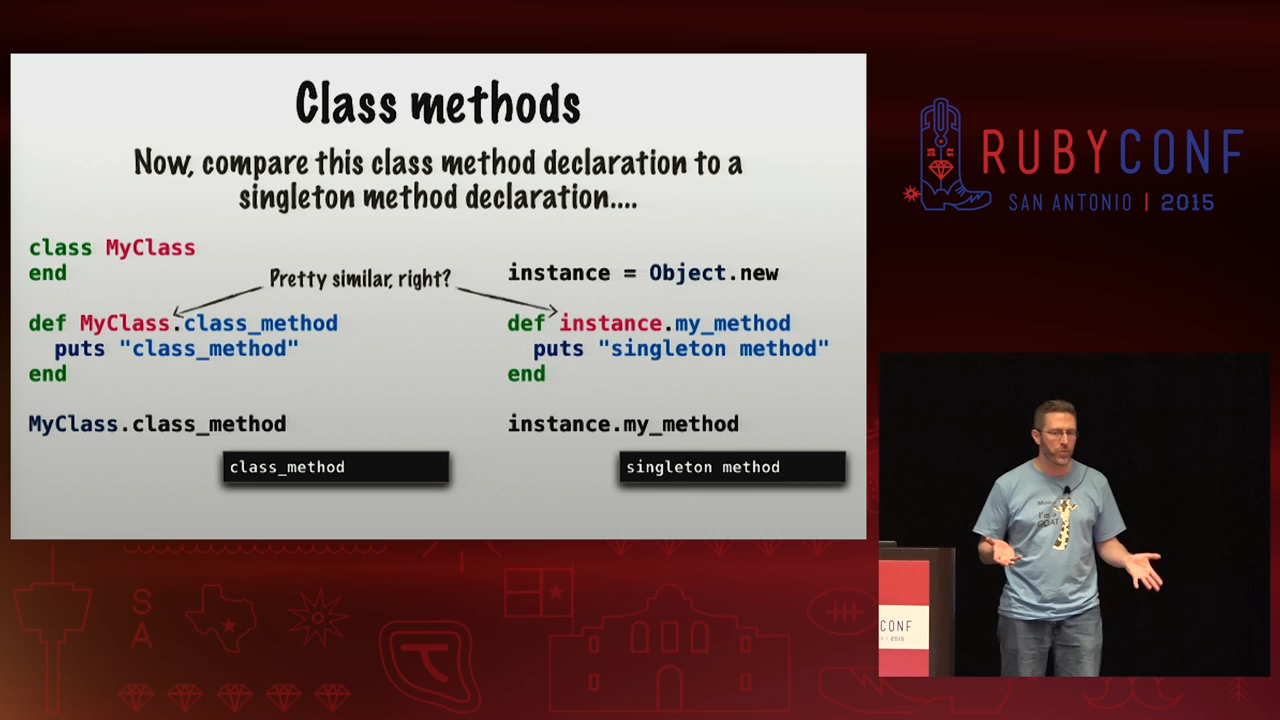 Class methods
Now, compare this class method declaration to a
singleton method declaration....
class MyClass
end
Pretty similar, right?
def MyClass.class_method
puts "class_method"
end
MyClass.class_method
class_method
instance = Object.new
def instance.my_method
puts "singleton method"
end
instance.my_method
singleton method
RUBYCONF
SAN ANTONIO | 2015
I'm a
GOAT
CONF
2015
S
A